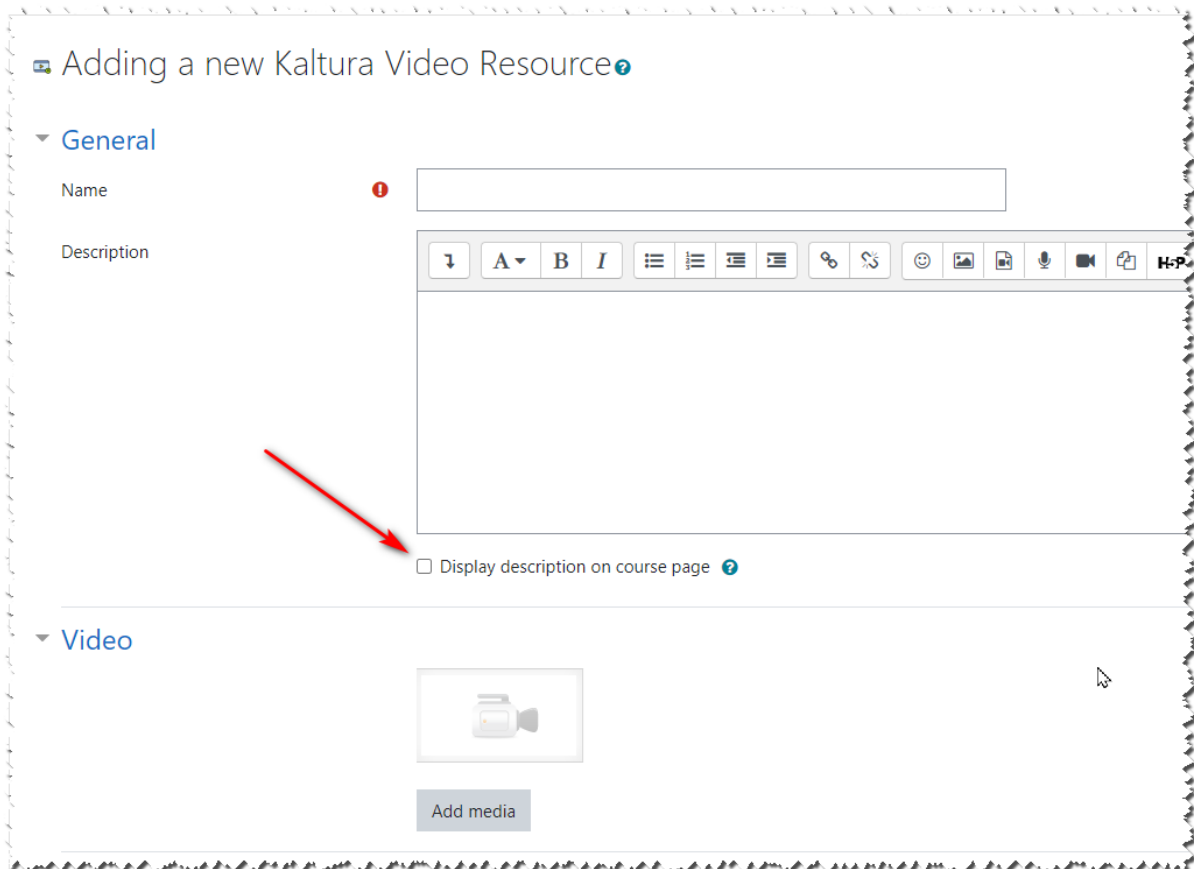 Adding a new Kaltura Video Resource
General
Name
Description
A B I H-P
Display description on course page
Video
Add media